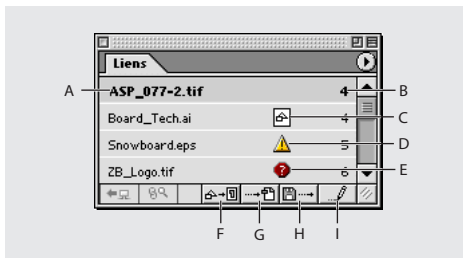 Liens
A ASP_077-2.tif 4 B
Board_Tech.ai 4 C
Snowboard.eps 5 D
ZB_Logo.tif 6 E
F G H I